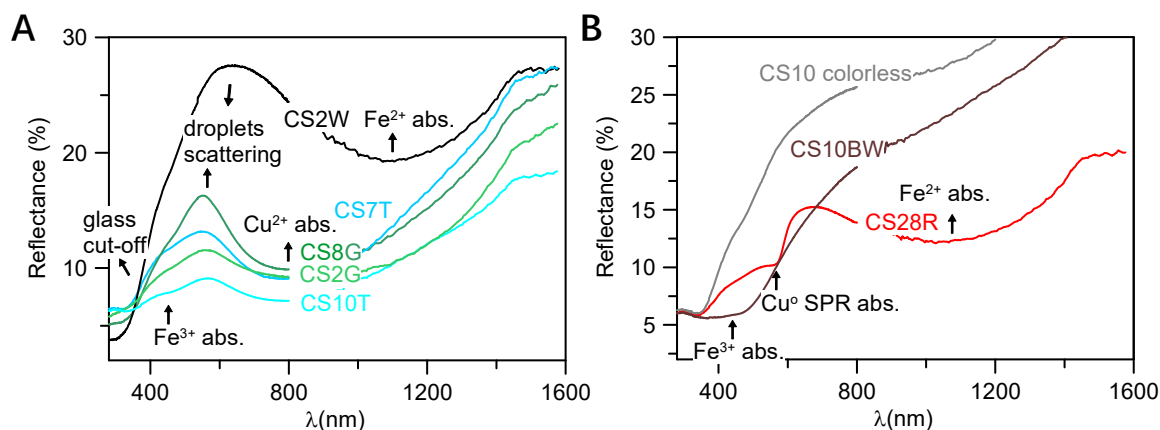 A
30
20
10
Reflectance (%)
CS2W
Fe²⁺ abs.
droplets
scattering
glass
cut-off
Cu²⁺ abs.
CS7T
CS8G
CS2G
CS10T
Fe³⁺ abs.
400
800
1200
1600
λ(nm)
B
30
25
20
15
10
5
Reflectance (%)
CS10 colorless
CS10BW
Fe²⁺ abs.
CS28R
Cuº SPR abs.
Fe³⁺ abs.
400
800
1200
1600
λ(nm)